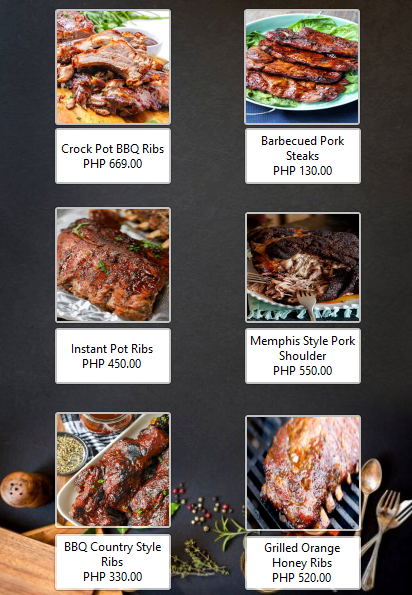 Crock Pot BBQ Ribs
PHP 669.00
Barbecued Pork
Steaks
PHP 130.00
Instant Pot Ribs
PHP 450.00
Memphis Style Pork
Shoulder
PHP 550.00
BBQ Country Style
Ribs
PHP 330.00
Grilled Orange
Honey Ribs
PHP 520.00